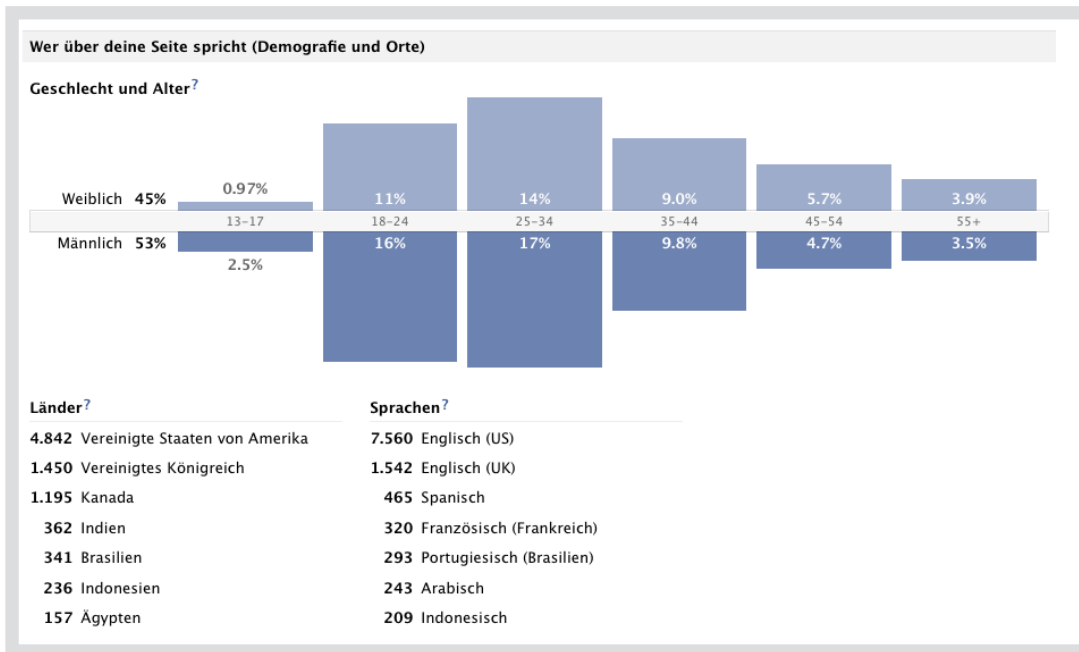 Wer über deine Seite spricht (Demografie und Orte)
Geschlecht und Alter?
Weiblich 45% 0.97% 11% 14% 9.0% 5.7% 3.9%
13-17 18-24 25-34 35-44 45-54 55+
Männlich 53% 2.5% 16% 17% 9.8% 4.7% 3.5%
Länder?
4.842 Vereinigte Staaten von Amerika
1.450 Vereinigtes Königreich
1.195 Kanada
362 Indien
341 Brasilien
236 Indonesien
157 Ägypten
Sprachen?
7.560 Englisch (US)
1.542 Englisch (UK)
465 Spanisch
320 Französisch (Frankreich)
293 Portugiesisch (Brasilien)
243 Arabisch
209 Indonesisch